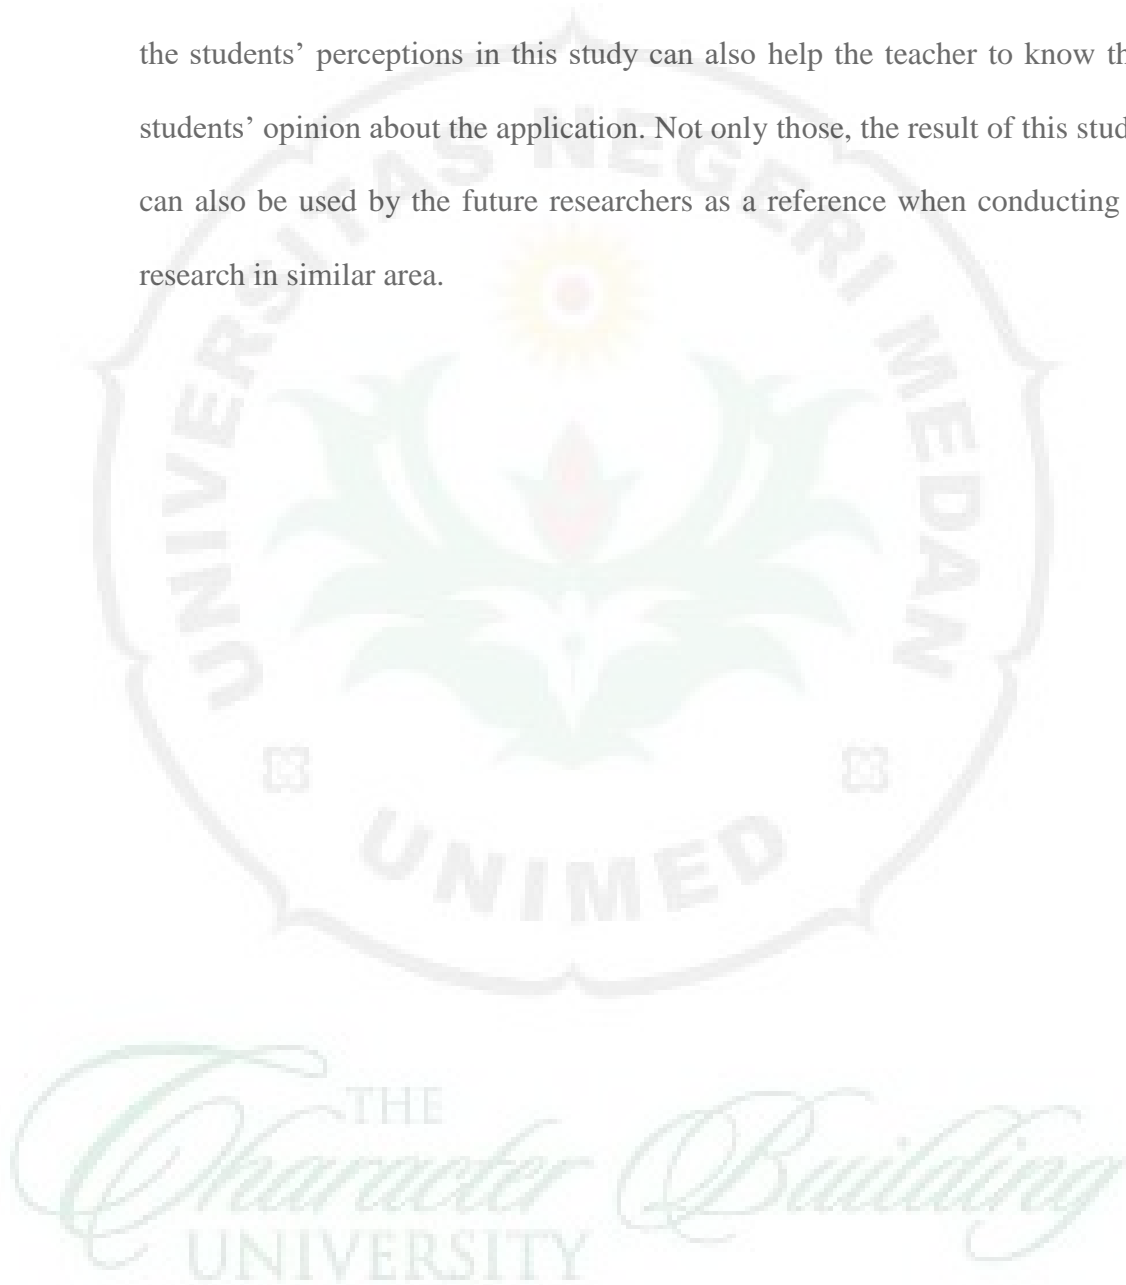 the students’ perceptions in this study can also help the teacher to know th
students’ opinion about the application. Not only those, the result of this stud
can also be used by the future researchers as a reference when conducting
research in similar area.
UNIVERSITAS NEGERI MEDAN
UNIMED
THE
Character Building
UNIVERSITY